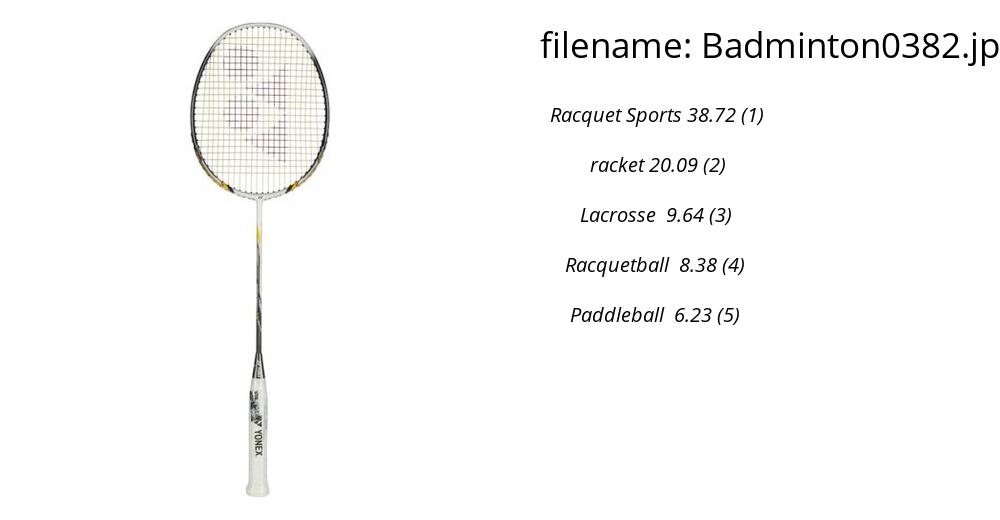 filename: Badminton0382.jp
Racquet Sports 38.72 (1)
racket 20.09 (2)
Lacrosse 9.64 (3)
Racquetball 8.38 (4)
Paddleball 6.23 (5)
YONEX